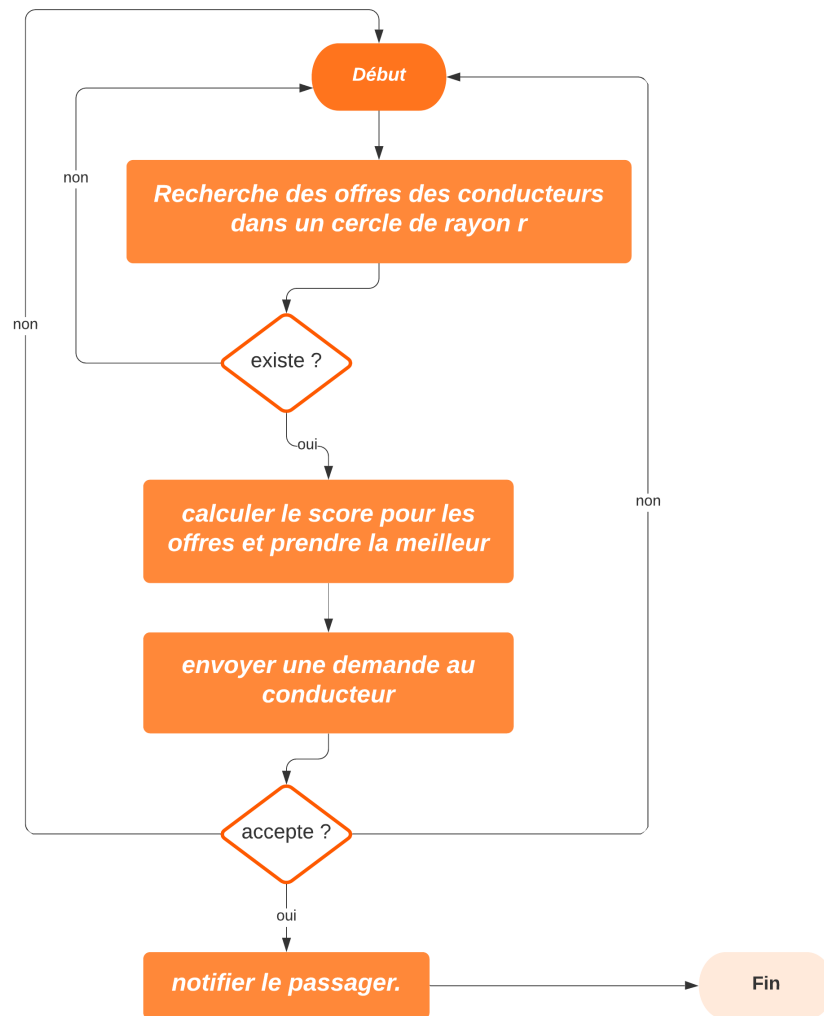 Début
non
Recherche des offres des conducteurs
dans un cercle de rayon r
non
existe ?
oui
non
calculer le score pour les
offres et prendre la meilleur
envoyer une demande au
conducteur
accepte ?
oui
notifier le passager.
Fin